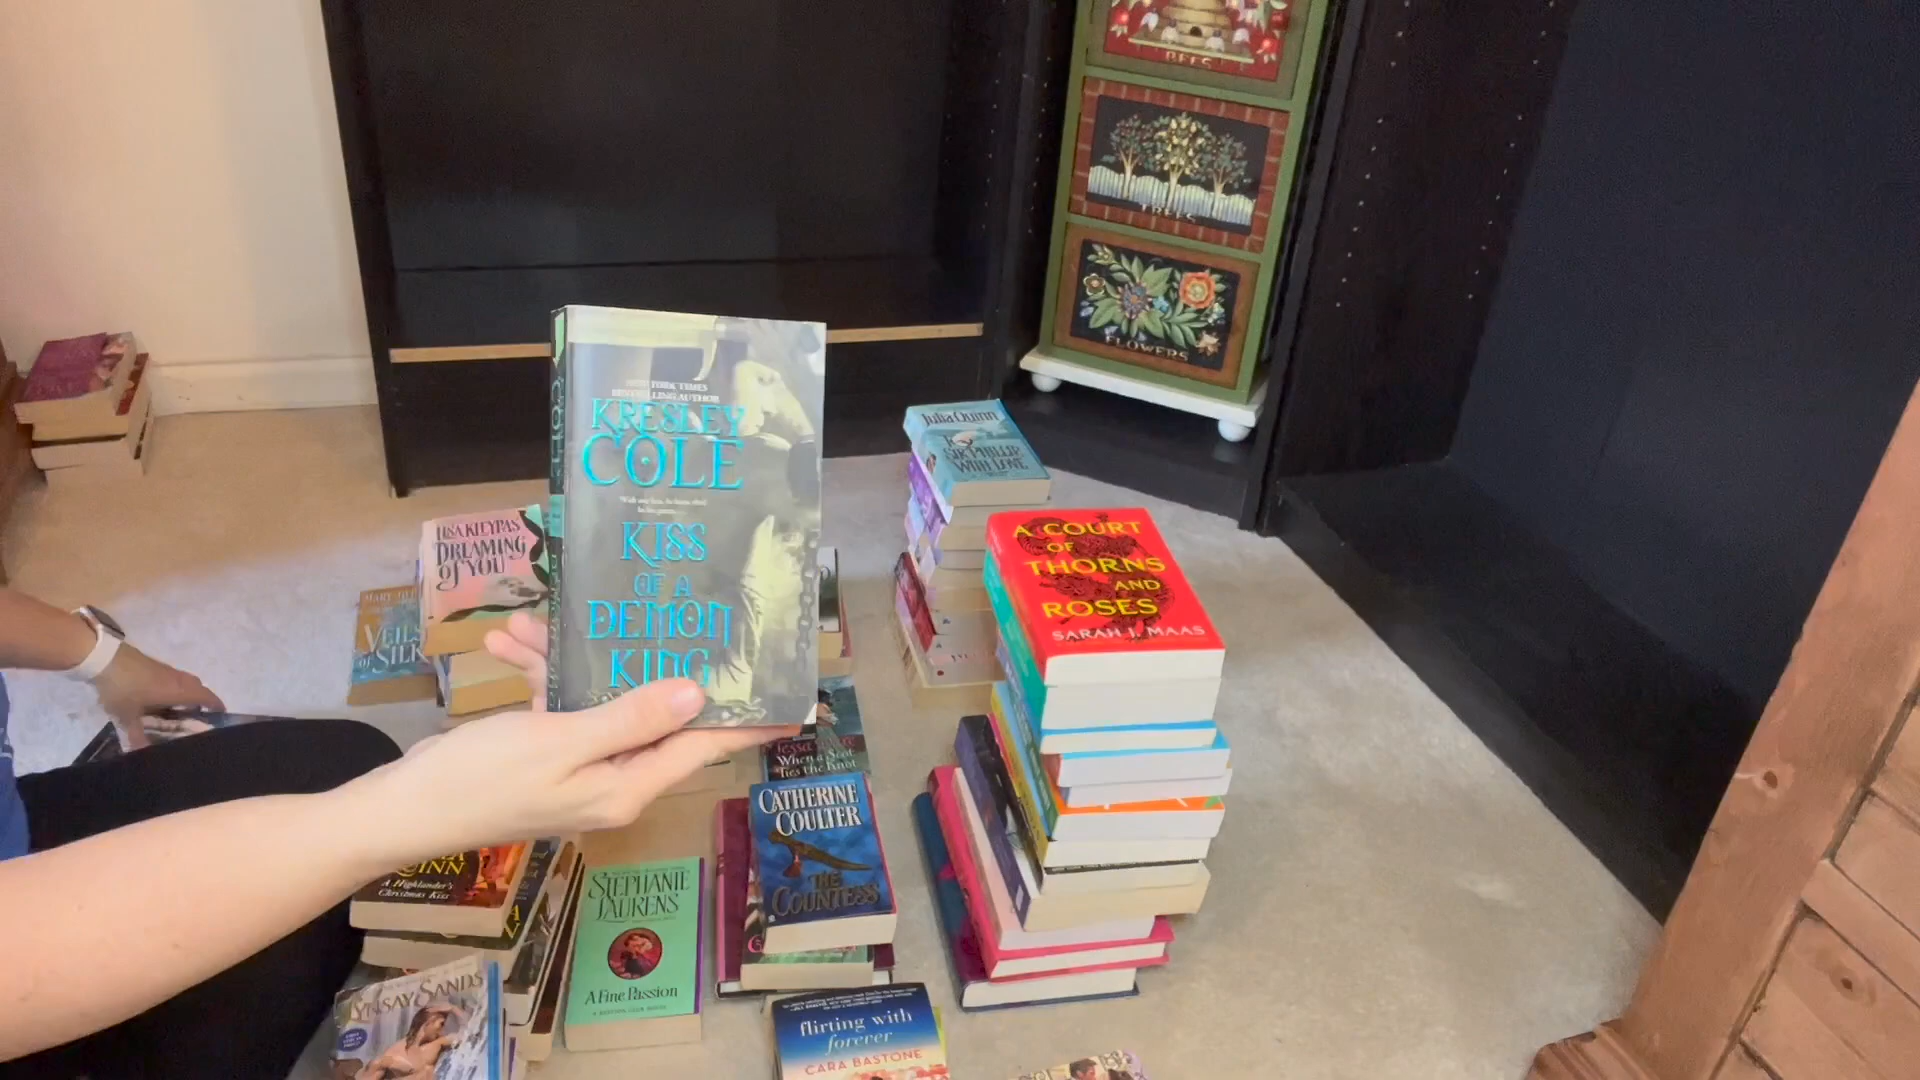 BEES
TREES
FLOWERS
NEW YORK TIMES
BESTSELLING AUTHOR
KRESLEY
COLE
KISS
OF A
DEMON
KING
COLE
Julia Quinn
To
Sir Phillip,
With Love
A COURT
OF
THORNS
AND
ROSES
SARAH J. MAAS
LISA KLEYPAS
DREAMING
of YOU
VEILS
of SILK
When a Scot
Ties the Knot
CATHERINE
COULTER
THE
COUNTESS
QUINN
A Highlander's
Christmas Kiss
STEPHANIE
LAURENS
A Fine Passion
LYNSAY SANDS
flirting with
forever
CARA BASTONE